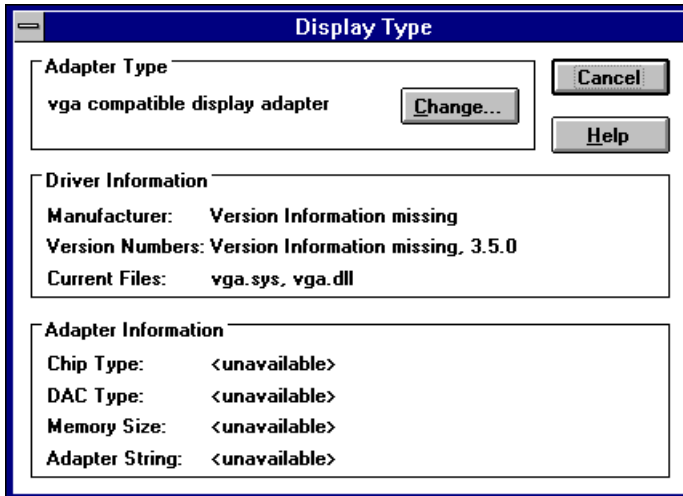 Display Type
Adapter Type
vga compatible display adapter
Change...
Cancel
Help
Driver Information
Manufacturer: Version Information missing
Version Numbers: Version Information missing, 3.5.0
Current Files: vga.sys, vga.dll
Adapter Information
Chip Type: <unavailable>
DAC Type: <unavailable>
Memory Size: <unavailable>
Adapter String: <unavailable>